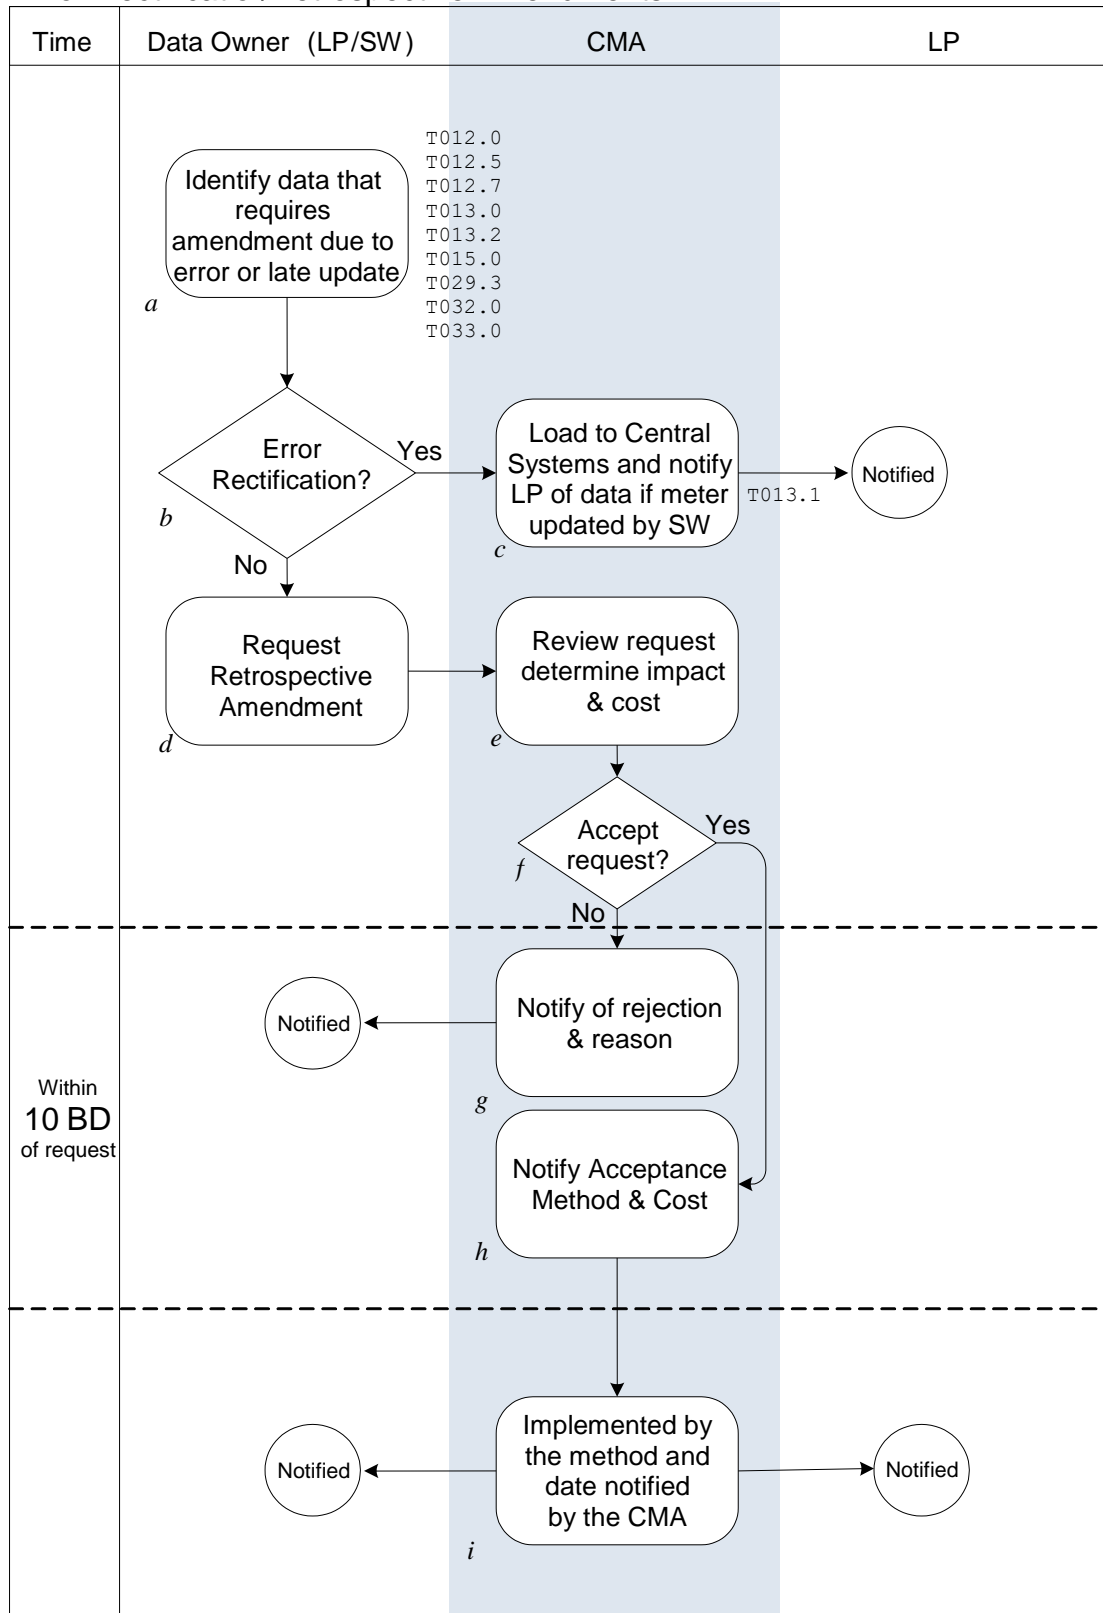 Time
Data Owner (LP/SW)
CMA
LP
T012.0
T012.5
T012.7
T013.0
T013.2
T015.0
T029.3
T032.0
T033.0
Identify data that
requires
amendment due to
error or late update
a
Error
Rectification?
Yes
b
No
Load to Central
Systems and notify
LP of data if meter
updated by SW
c
T013.1
Notified
Request
Retrospective
Amendment
d
Review request
determine impact
& cost
e
Accept
request?
Yes
f
No
Within
10 BD
of request
Notify of rejection
& reason
g
Notified
Notify Acceptance
Method & Cost
h
Implemented by
the method and
date notified
by the CMA
i
Notified
Notified